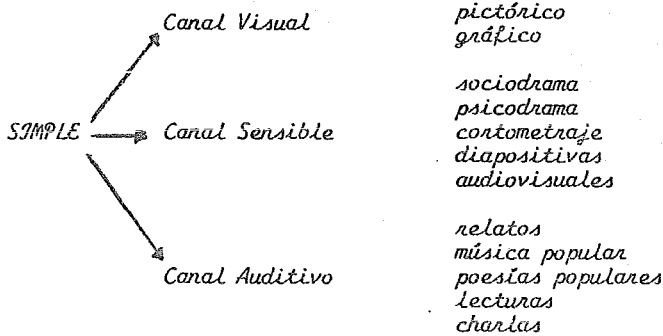 Canal Visual
pictórico
gráfico
SIMPLE
Canal Sensible
sociodrama
psicodrama
cortometraje
diapositivas
audiovisuales
Canal Auditivo
relatos
música popular
poesías populares
lecturas
charlas